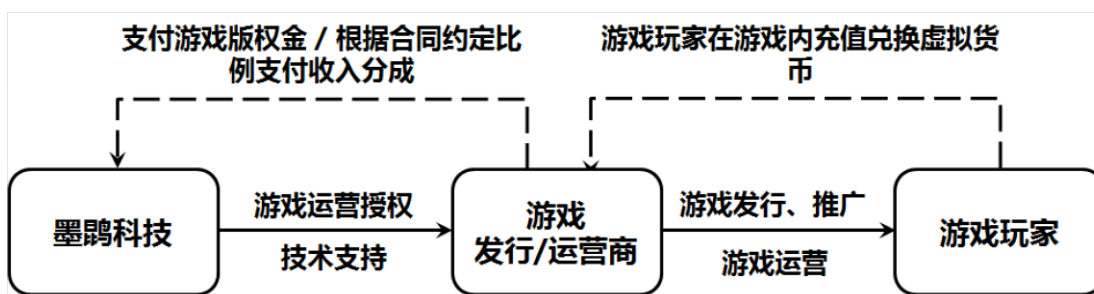 支付游戏版权金 / 根据合同约定比
例支付收入分成
游戏玩家在游戏内充值兑换虚拟货
币
墨鹍科技
游戏运营授权
技术支持
游戏
发行/运营商
游戏发行、推广
游戏运营
游戏玩家